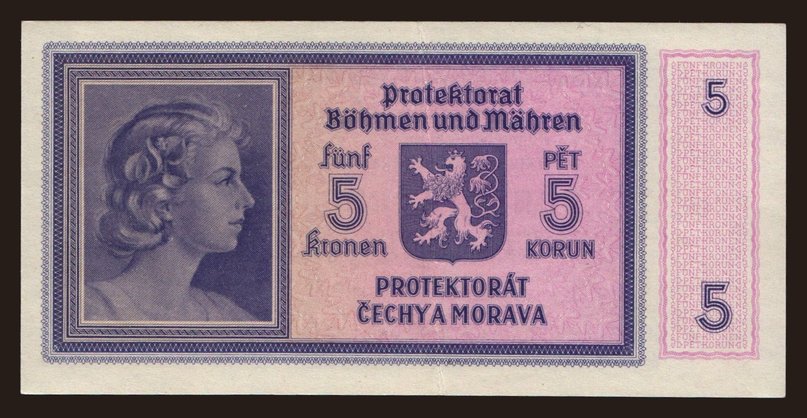 Protektorat
Böhmen und Mähren
fünf PĚT
5 5
kronen KORUN
PROTEKTORÁT
ČECHY A MORAVA
5
5